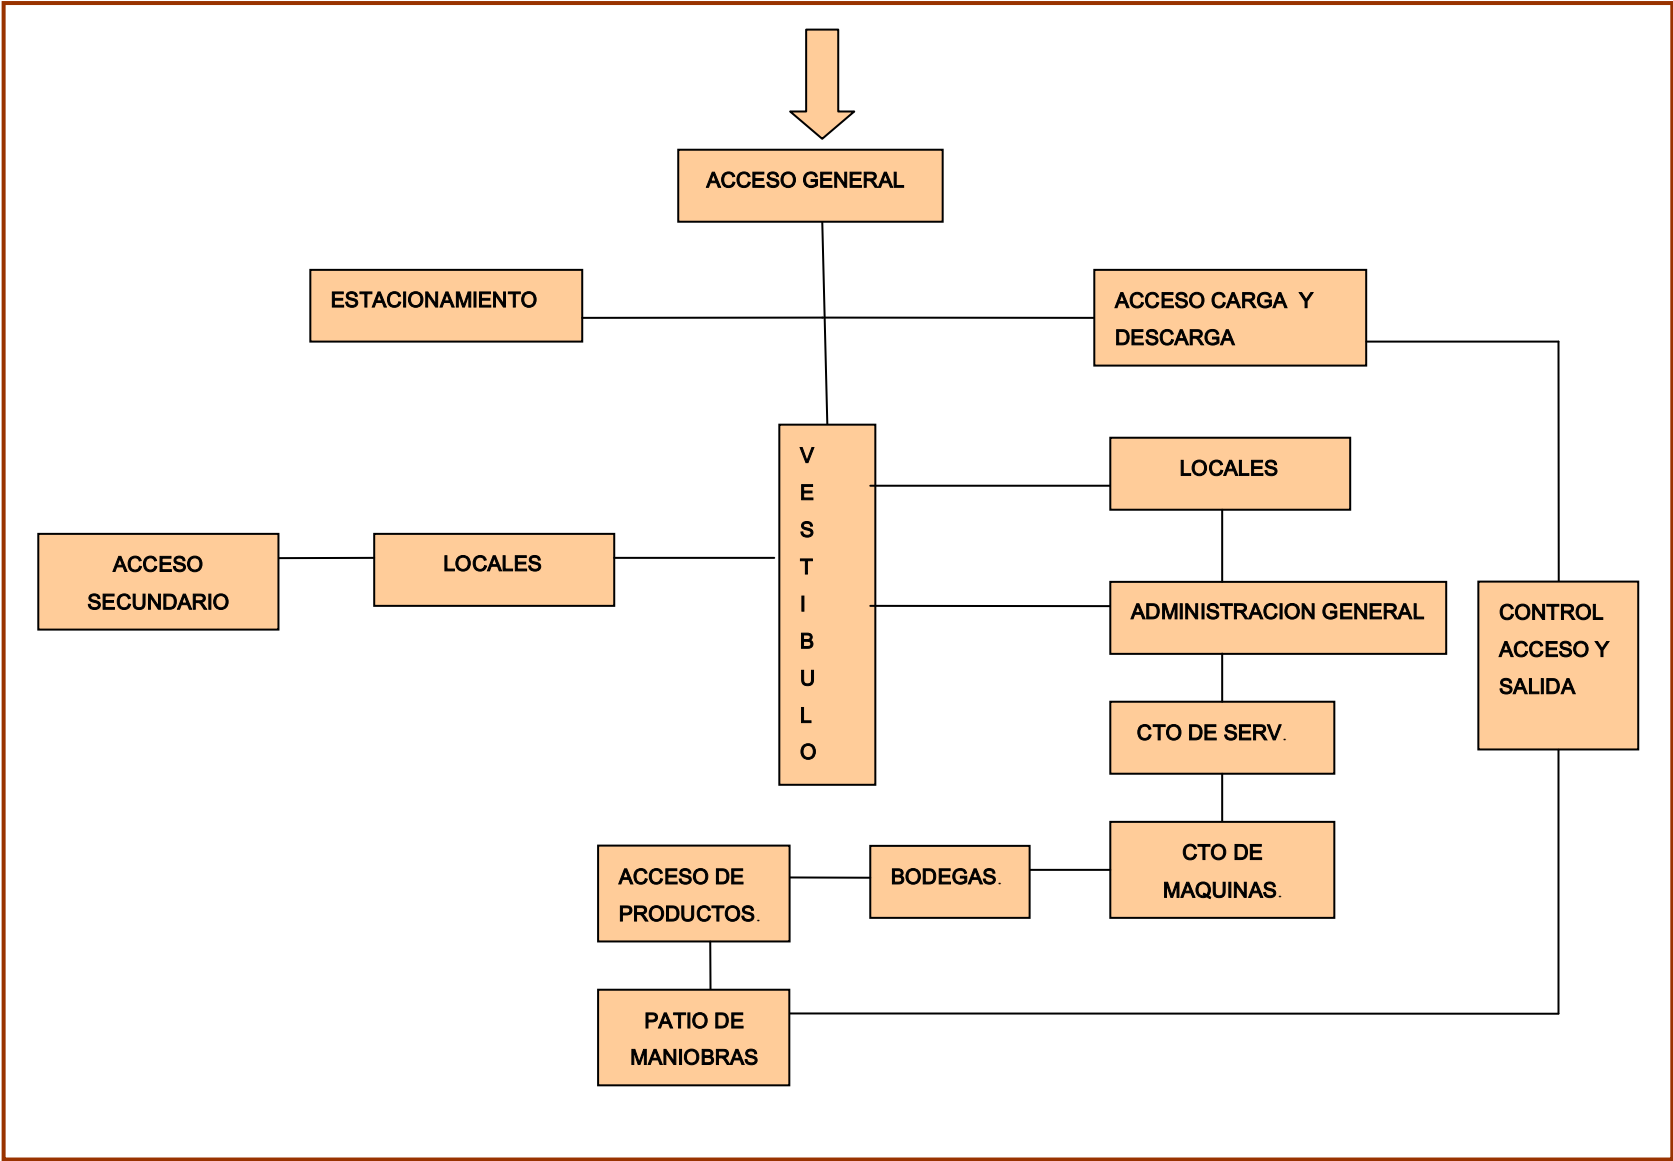 ACCESO GENERAL
ESTACIONAMIENTO
ACCESO CARGA  Y
DESCARGA
V
E
S
T
I
B
U
L
O
LOCALES
ACCESO
SECUNDARIO
LOCALES
ADMINISTRACION GENERAL
CONTROL
ACCESO Y
SALIDA
CTO DE SERV.
CTO DE
MAQUINAS.
BODEGAS.
ACCESO DE
PRODUCTOS.
PATIO DE
MANIOBRAS